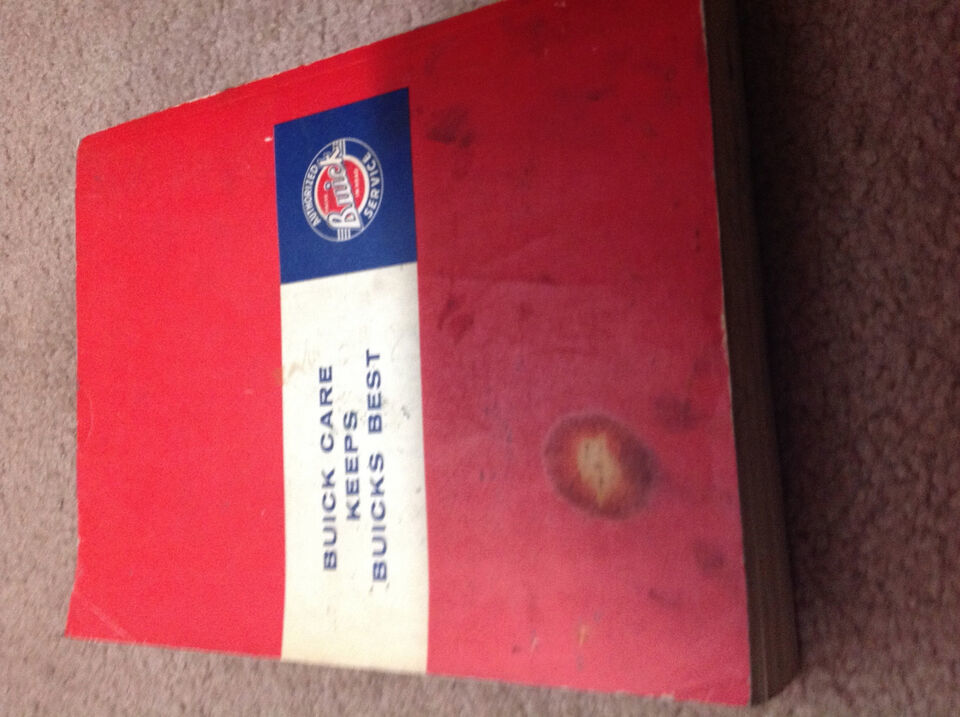 AUTHORIZED
Buick
SERVICE
BUICK CARE
KEEPS
BUICKS BEST